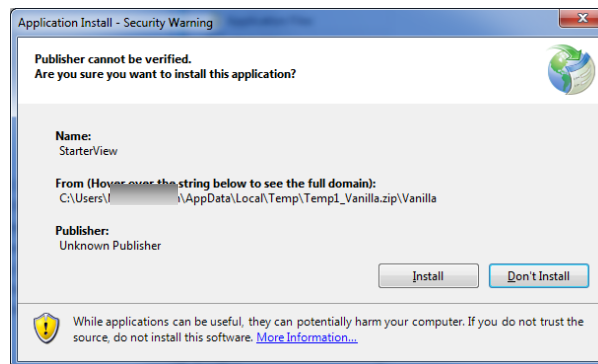 Application Install - Security Warning
Publisher cannot be verified.
Are you sure you want to install this application?
Name:
StarterView
From (Hover over the string below to see the full domain):
C:\Users\ \AppData\Local\Temp\Temp1_Vanilla.zip\Vanilla
Publisher:
Unknown Publisher
Install
Don't Install
While applications can be useful, they can potentially harm your computer. If you do not trust the
source, do not install this software. More Information...